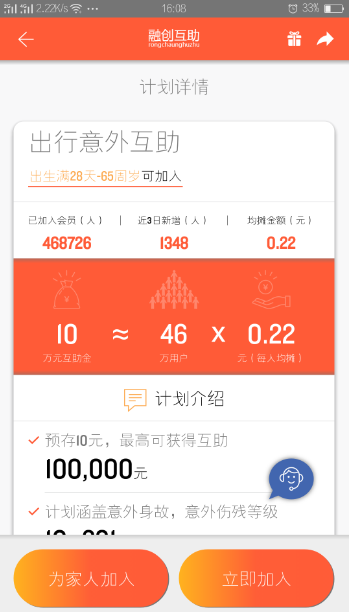 2.22K/s ··· 16:08 33%
融创互助
rongchuanghuzhu
计划详情
出行意外互助
出生满28天-65周岁可加入
已加入会员（人） | 近3日新增（人） | 均摊金额（元）
468726 1348 0.22
10 ≈ 46 X 0.22
万元互助金 万用户 元（每人均摊）
计划介绍
预存10元，最高可获得互助
100,000元
计划涵盖意外身故，意外伤残等级
为家人加入 立即加入